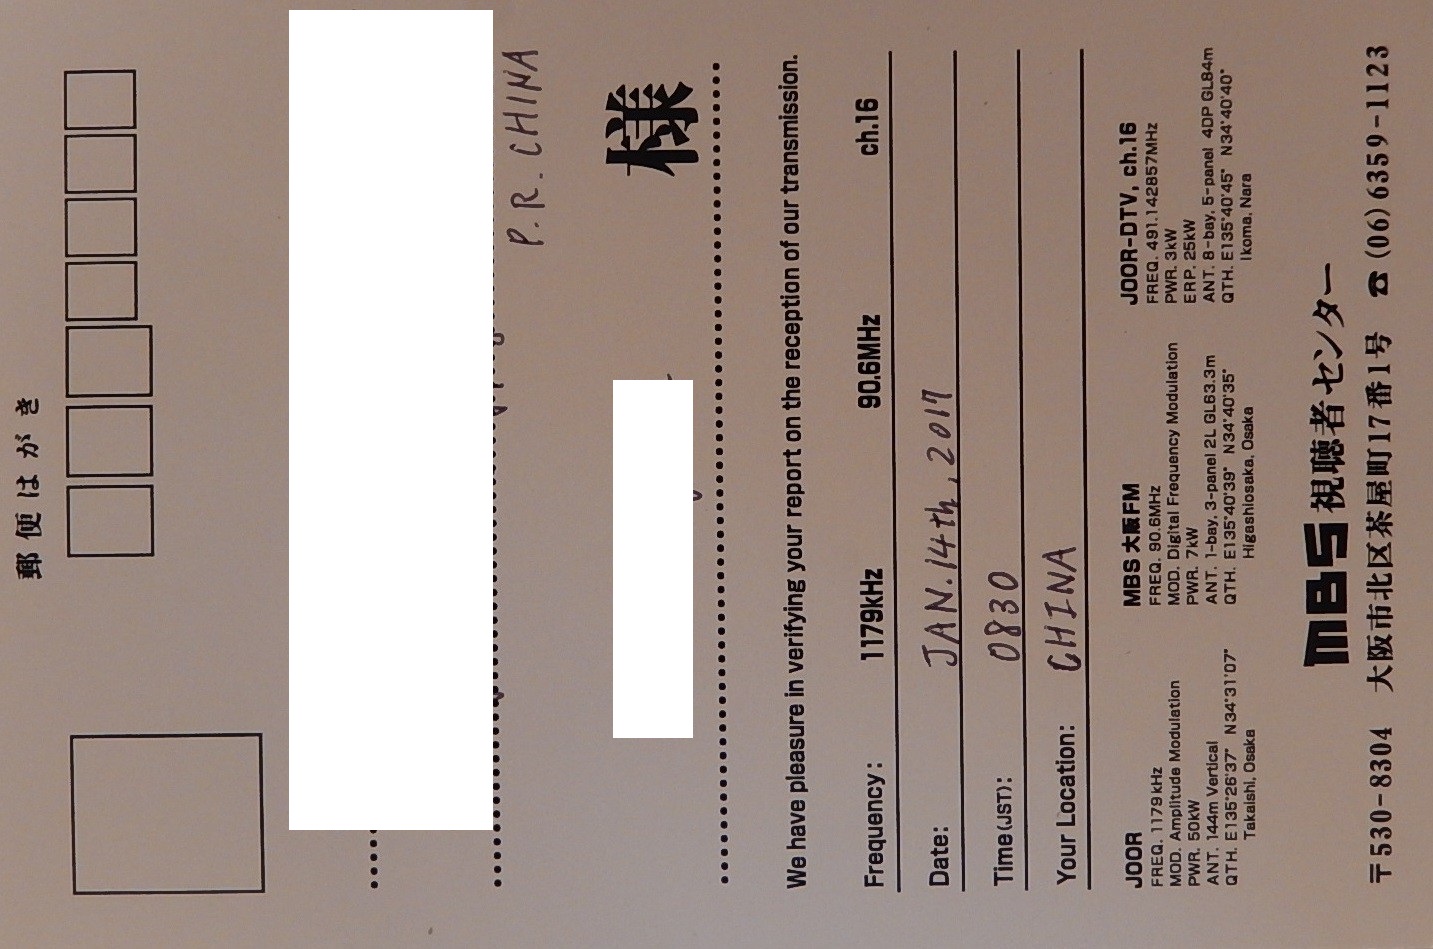 郵便はがき
P.R. CHINA
様
We have pleasure in verifying your report on the reception of our transmission.
Frequency: 1179kHz 90.6MHz ch.16
Date: JAN. 14th, 2017
Time(JST): 0830
Your Location: CHINA
JOOR
FREQ. 1179kHz
MOD. Amplitude Modulation
PWR. 50kW
ANT. 144m Vertical
QTH. E135°26'37" N34°31'07"
Takaishi, Osaka
MBS大阪FM
FREQ. 90.6MHz
MOD. Digital Frequency Modulation
PWR. 7kW
ANT. 1-bay, 3-panel 2L GL63.3m
QTH. E135°40'39" N34°40'35"
Higashiosaka, Osaka
JOOR-DTV, ch.16
FREQ. 491.142857MHz
PWR. 3kW
ERP. 25kW
ANT. 8-bay, 5-panel 4DP GL84m
QTH. E135°40'45" N34°40'40"
Ikoma, Nara
MBS視聴者センター
〒530-8304 大阪市北区茶屋町17番1号 ☎(06)6359-1123